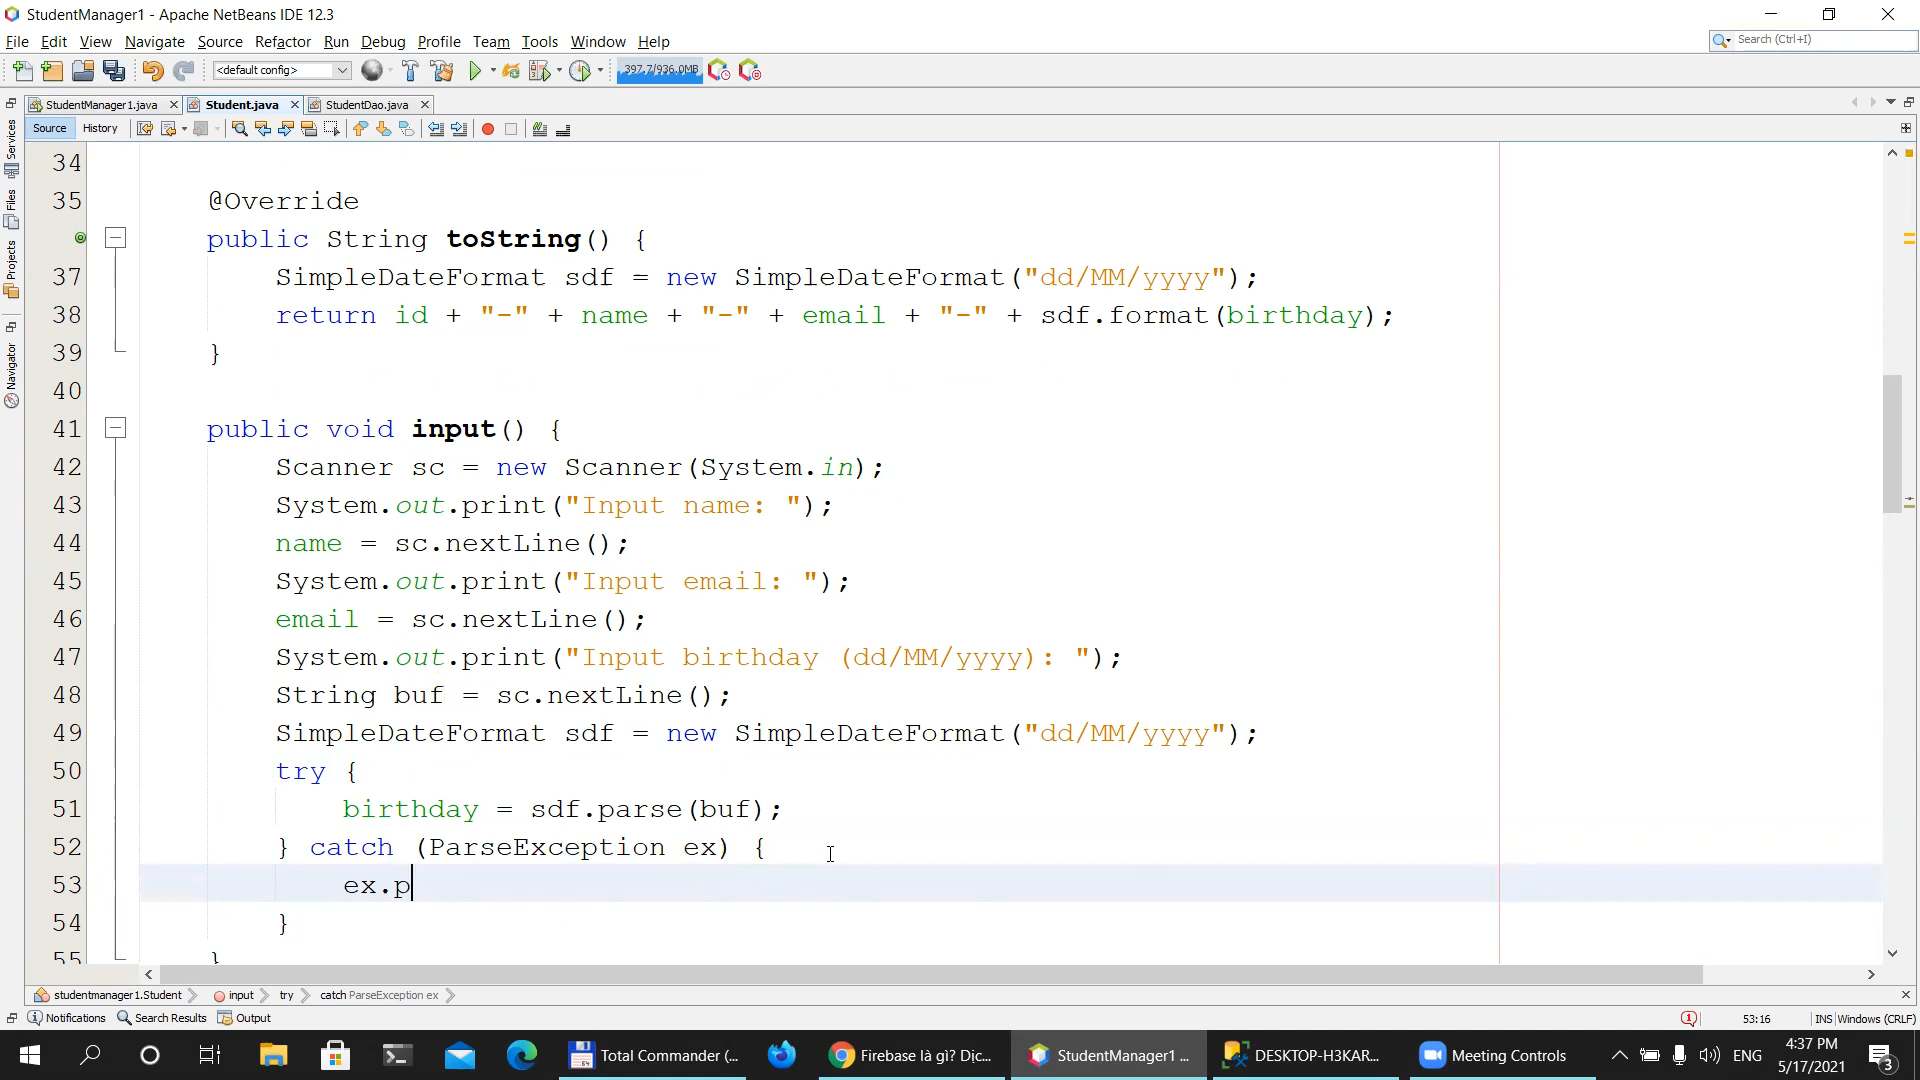 StudentManager1 - Apache NetBeans IDE 12.3
File Edit View Navigate Source Refactor Run Debug Profile Team Tools Window Help
Search (Ctrl+I)
<default config>
397.7/936.0MB
StudentManager1.java
Student.java
StudentDao.java
Source History
Services
Files
Projects
Navigator
34
35 @Override
public String toString() {
37 SimpleDateFormat sdf = new SimpleDateFormat("dd/MM/yyyy");
38 return id + "-" + name + "-" + email + "-" + sdf.format(birthday);
39 }
40
41 public void input() {
42 Scanner sc = new Scanner(System.in);
43 System.out.print("Input name: ");
44 name = sc.nextLine();
45 System.out.print("Input email: ");
46 email = sc.nextLine();
47 System.out.print("Input birthday (dd/MM/yyyy): ");
48 String buf = sc.nextLine();
49 SimpleDateFormat sdf = new SimpleDateFormat("dd/MM/yyyy");
50 try {
51 birthday = sdf.parse(buf);
52 } catch (ParseException ex) {
53 ex.p
54 }
55 }
studentmanager1.Student input try catch ParseException ex
Notifications Search Results Output
1 53:16 INS Windows (CRLF)
Total Commander (...
Firebase là gì? Dịc...
StudentManager1 ...
DESKTOP-H3KAR...
Meeting Controls
ENG
4:37 PM
5/17/2021
3